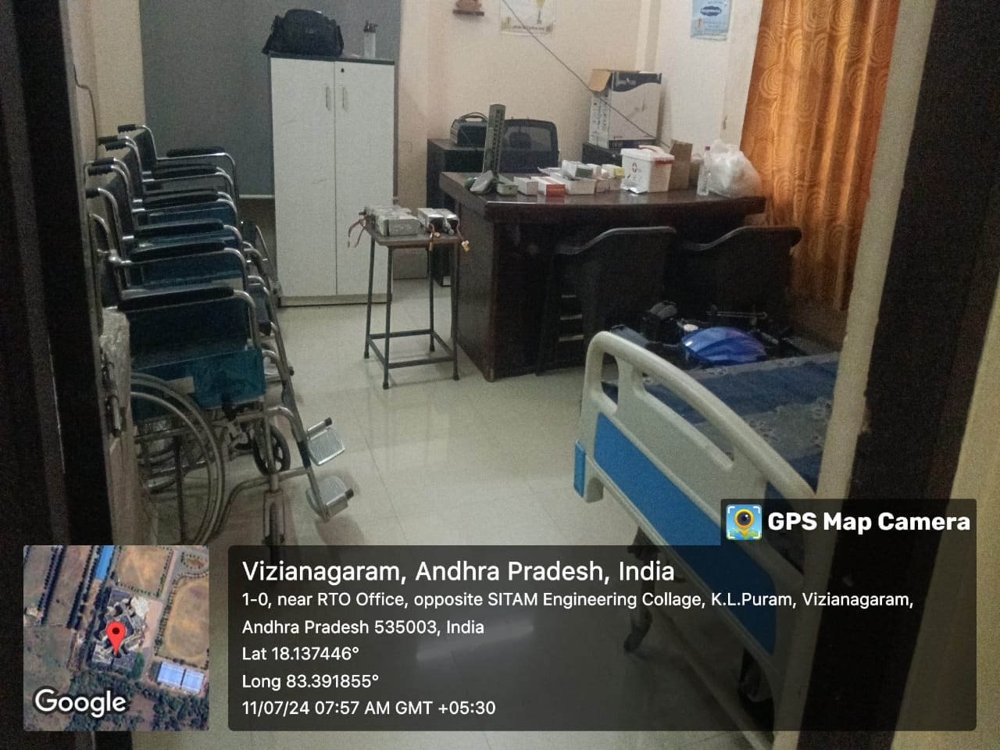 GPS Map Camera
Vizianagaram, Andhra Pradesh, India
1-0, near RTO Office, opposite SITAM Engineering Collage, K.L.Puram, Vizianagaram,
Andhra Pradesh 535003, India
Lat 18.137446°
Long 83.391855°
11/07/24 07:57 AM GMT +05:30
Google